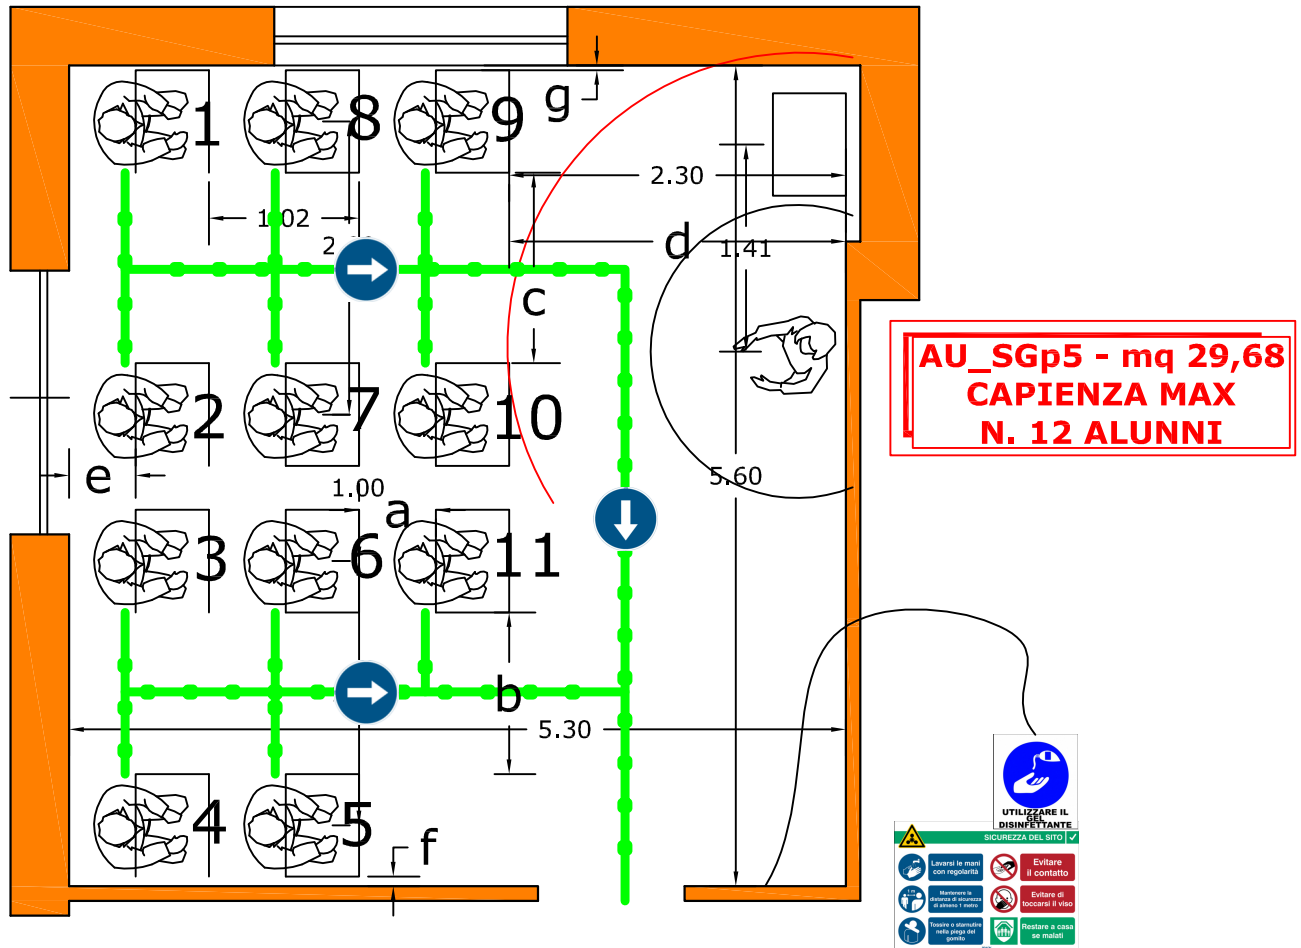 1
8
9
g
2.30
1.02
d
1.41
c
AU_SGp5 - mq 29,68
CAPIENZA MAX
N. 12 ALUNNI
2
7
10
e
5.60
1.00
a
3
6
11
b
5.30
4
5
f
UTILIZZARE IL
GEL
DISINFETTANTE
SICUREZZA DEL SITO
Lavarsi le mani
con regolarità
Evitare
il contatto
1 m
Mantenere la
distanza di sicurezza
di almeno 1 metro
Evitare di
toccarsi il viso
Tossire o starnutire
nella piega del
gomito
Restare a casa
se malati